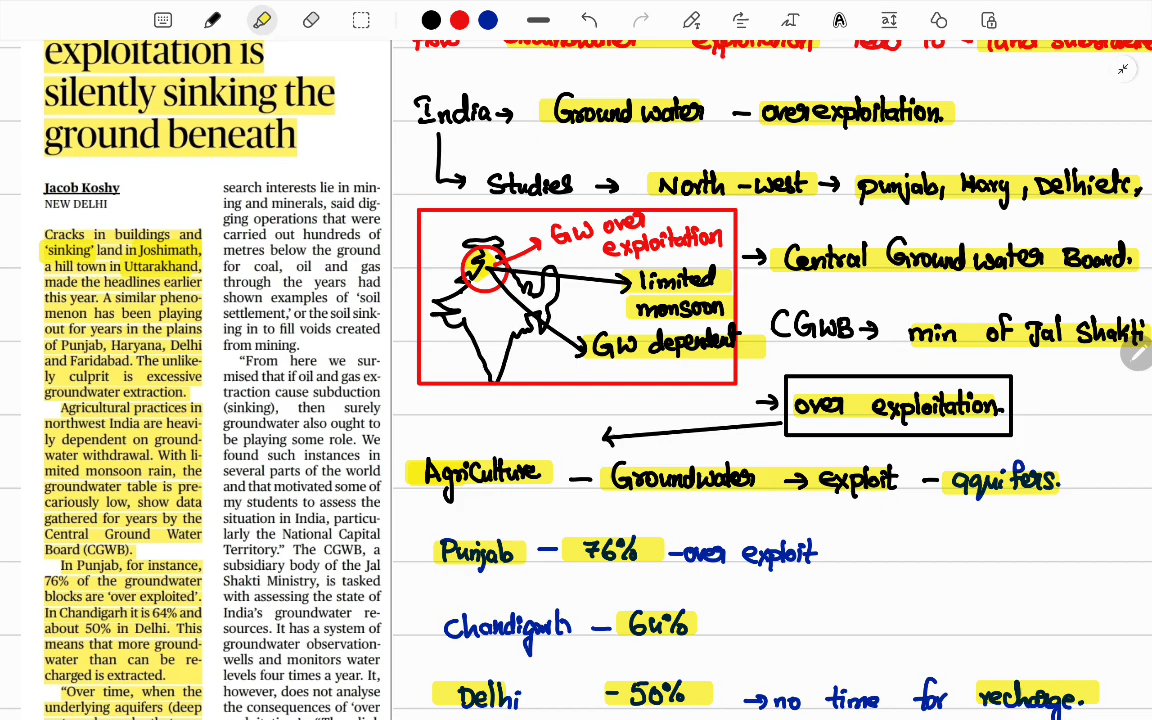 exploitation is
silently sinking the
ground beneath
Jacob Koshy
NEW DELHI
Cracks in buildings and
'sinking' land in Joshimath,
a hill town in Uttarakhand,
made the headlines earlier
this year. A similar pheno-
menon has been playing
out for years in the plains
of Punjab, Haryana, Delhi
and Faridabad. The unlike-
ly culprit is excessive
groundwater extraction.
Agricultural practices in
northwest India are heavi-
ly dependent on ground-
water withdrawal. With li-
mited monsoon rain, the
groundwater table is pre-
cariously low, show data
gathered for years by the
Central Ground Water
Board (CGWB).
In Punjab, for instance,
76% of the groundwater
blocks are 'over exploited'.
In Chandigarh it is 64% and
about 50% in Delhi. This
means that more ground-
water than can be re-
charged is extracted.
"Over time, when the
underlying aquifers (deep
search interests lie in min-
ing and minerals, said dig-
ging operations that were
carried out hundreds of
metres below the ground
for coal, oil and gas
through the years had
shown examples of 'soil
settlement,' or the soil sink-
ing in to fill voids created
from mining.
"From here we sur-
mised that if oil and gas ex-
traction cause subduction
(sinking), then surely
groundwater also ought to
be playing some role. We
found such instances in
several parts of the world
and that motivated some of
my students to assess the
situation in India, particu-
larly the National Capital
Territory." The CGWB, a
subsidiary body of the Jal
Shakti Ministry, is tasked
with assessing the state of
India's groundwater re-
sources. It has a system of
groundwater observation-
wells and monitors water
levels four times a year. It,
however, does not analyse
the consequences of 'over
How groundwater exploitation lead to - land subsidence
India → Ground water - over exploitation.
→ Studies → North-West → Punjab, Hary, Delhi etc,
GW over
exploitation
limited
monsoon
GW dependent
→ Central Ground water Board.
CGWB → min of Jal Shakti
→ over exploitation.
Agriculture - Groundwater → exploit - aquifers.
Punjab - 76% - over exploit
Chandigarh - 64%
Delhi - 50% → no time for recharge.